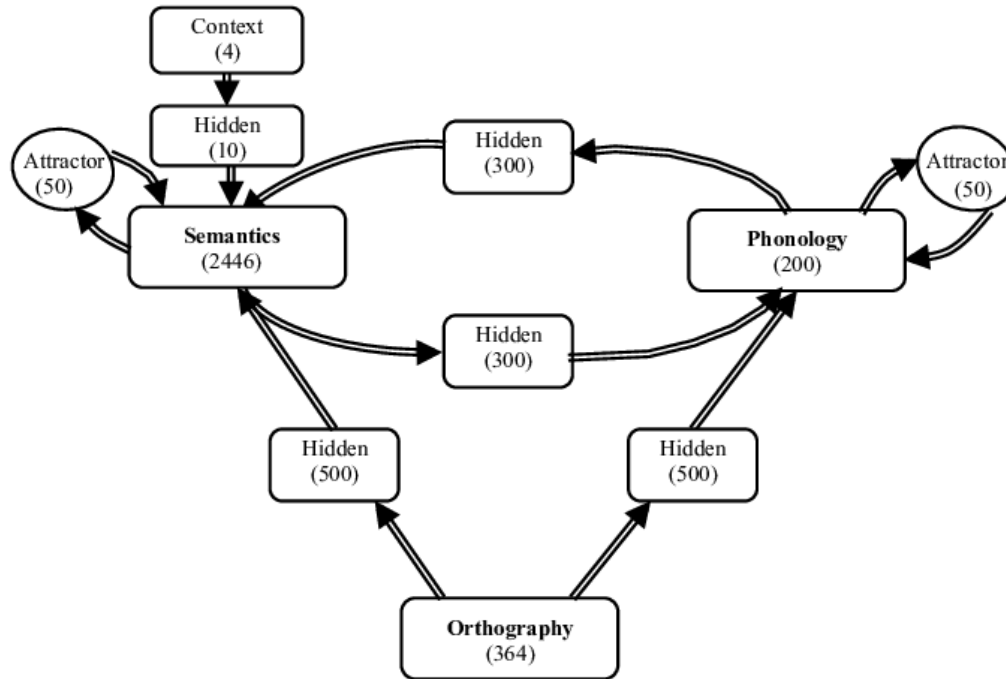 Context
(4)
Hidden
(10)
Hidden
(300)
Attractor
(50)
Attractor
(50)
Semantics
(2446)
Phonology
(200)
Hidden
(300)
Hidden
(500)
Hidden
(500)
Orthography
(364)